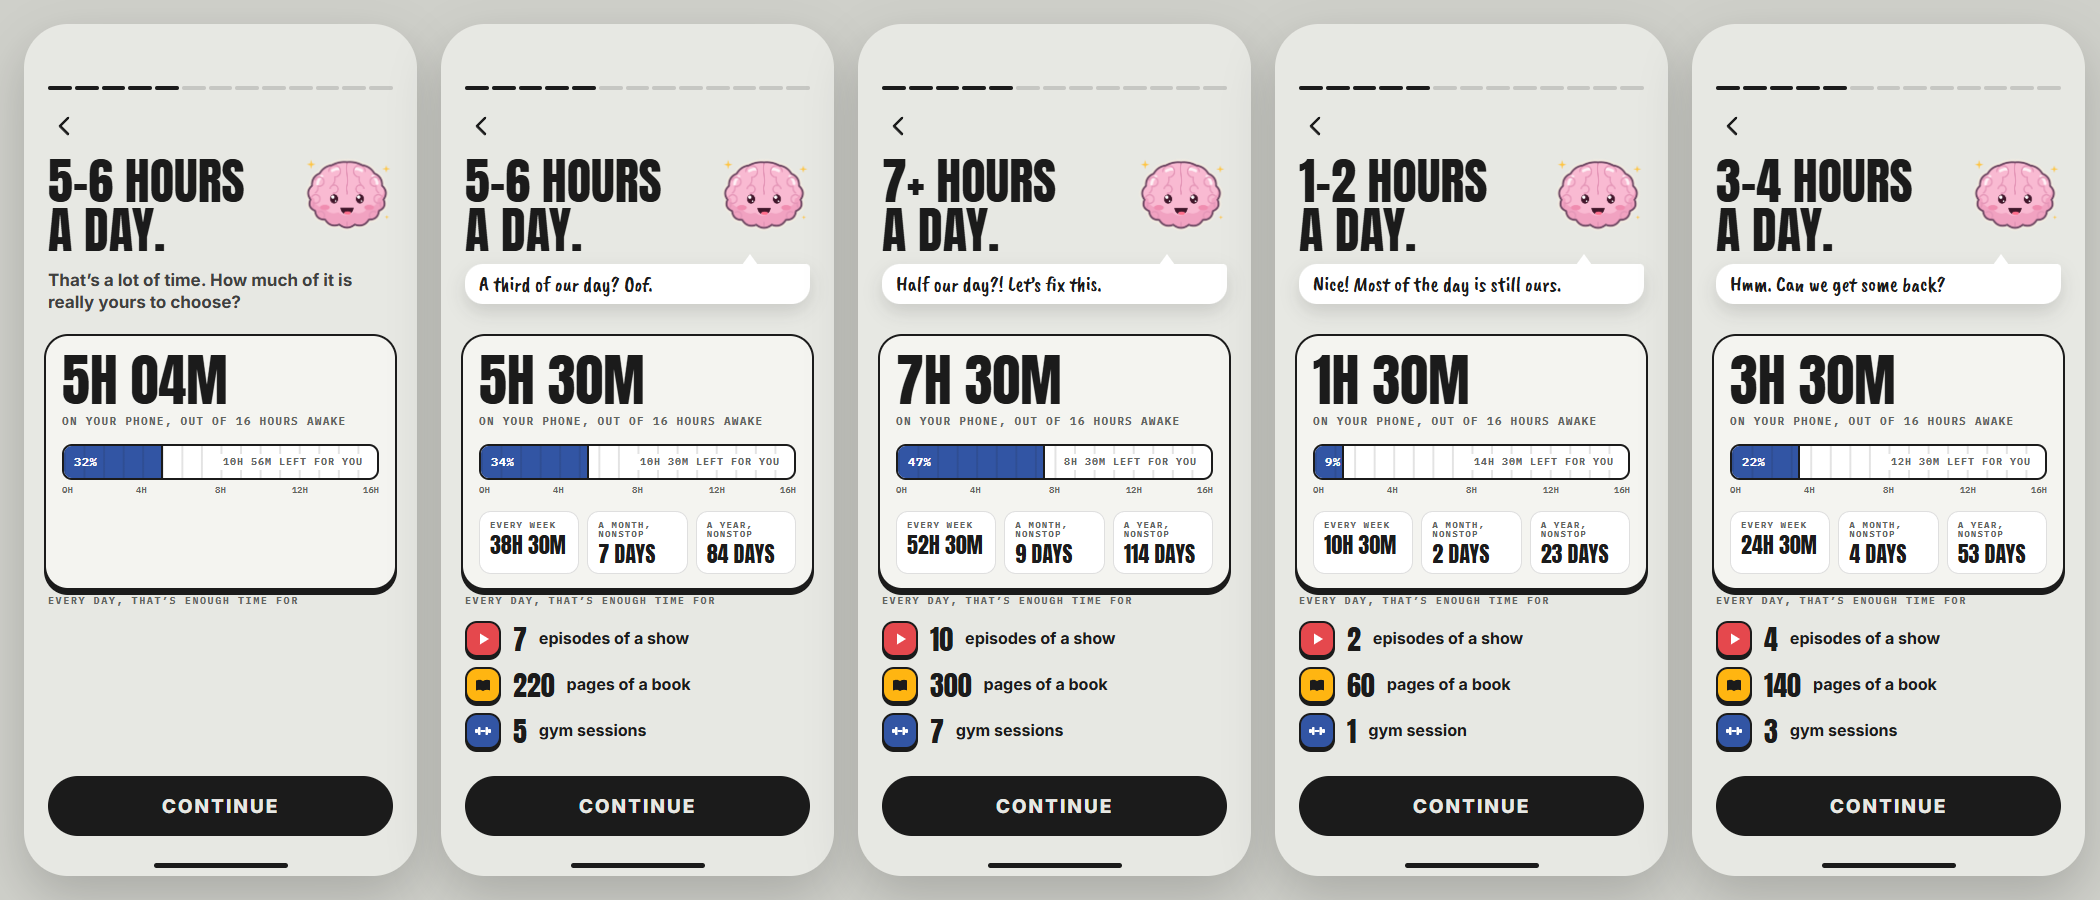 5-6 HOURS
A DAY.
That's a lot of time. How much of it is
really yours to choose?
5H 04M
ON YOUR PHONE, OUT OF 16 HOURS AWAKE
32%
10H 56M LEFT FOR YOU
0H 4H 8H 12H 16H
EVERY DAY, THAT'S ENOUGH TIME FOR
CONTINUE
5-6 HOURS
A DAY.
A third of our day? Oof.
5H 30M
ON YOUR PHONE, OUT OF 16 HOURS AWAKE
34%
10H 30M LEFT FOR YOU
0H 4H 8H 12H 16H
EVERY WEEK
38H 30M
A MONTH,
NONSTOP
7 DAYS
A YEAR,
NONSTOP
84 DAYS
EVERY DAY, THAT'S ENOUGH TIME FOR
7 episodes of a show
220 pages of a book
5 gym sessions
CONTINUE
7+ HOURS
A DAY.
Half our day?! Let's fix this.
7H 30M
ON YOUR PHONE, OUT OF 16 HOURS AWAKE
47%
8H 30M LEFT FOR YOU
0H 4H 8H 12H 16H
EVERY WEEK
52H 30M
A MONTH,
NONSTOP
9 DAYS
A YEAR,
NONSTOP
114 DAYS
EVERY DAY, THAT'S ENOUGH TIME FOR
10 episodes of a show
300 pages of a book
7 gym sessions
CONTINUE
1-2 HOURS
A DAY.
Nice! Most of the day is still ours.
1H 30M
ON YOUR PHONE, OUT OF 16 HOURS AWAKE
9%
14H 30M LEFT FOR YOU
0H 4H 8H 12H 16H
EVERY WEEK
10H 30M
A MONTH,
NONSTOP
2 DAYS
A YEAR,
NONSTOP
23 DAYS
EVERY DAY, THAT'S ENOUGH TIME FOR
2 episodes of a show
60 pages of a book
1 gym session
CONTINUE
3-4 HOURS
A DAY.
Hmm. Can we get some back?
3H 30M
ON YOUR PHONE, OUT OF 16 HOURS AWAKE
22%
12H 30M LEFT FOR YOU
0H 4H 8H 12H 16H
EVERY WEEK
24H 30M
A MONTH,
NONSTOP
4 DAYS
A YEAR,
NONSTOP
53 DAYS
EVERY DAY, THAT'S ENOUGH TIME FOR
4 episodes of a show
140 pages of a book
3 gym sessions
CONTINUE